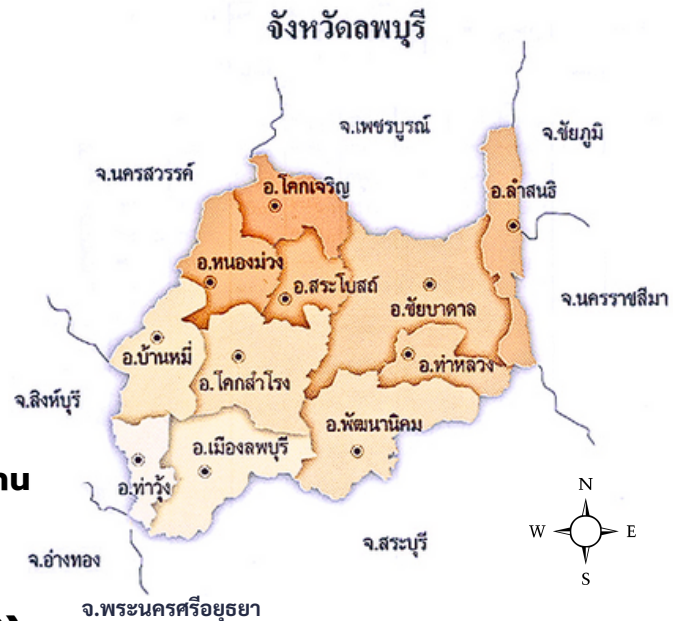 จังหวัดลพบุรี
จ.เพชรบูรณ์
จ.ชัยภูมิ
จ.นครสวรรค์
อ.โคกเจริญ
อ.ลำสนธิ
อ.หนองม่วง
อ.สระโบสถ์
อ.ชัยบาดาล
จ.นครราชสีมา
อ.บ้านหมี่
อ.โคกสำโรง
อ.ท่าหลวง
จ.สิงห์บุรี
อ.พัฒนานิคม
อ.เมืองลพบุรี
อ.ท่าวุ้ง
N
W
E
S
จ.สระบุรี
จ.อ่างทอง
จ.พระนครศรีอยุธยา